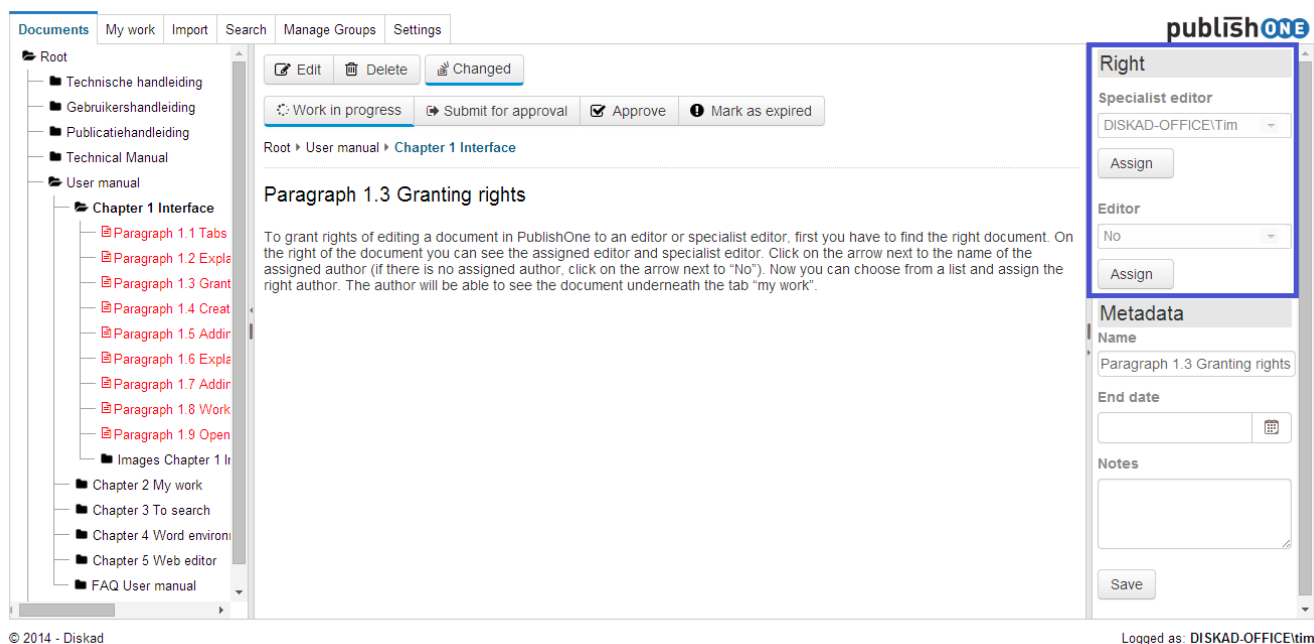 Documents My work Import Search Manage Groups Settings
publishONE
Root
Technische handleiding
Gebruikershandleiding
Publicatiehandleiding
Technical Manual
User manual
Chapter 1 Interface
Paragraph 1.1 Tabs
Paragraph 1.2 Expla
Paragraph 1.3 Grant
Paragraph 1.4 Creat
Paragraph 1.5 Addin
Paragraph 1.6 Expla
Paragraph 1.7 Addin
Paragraph 1.8 Work
Paragraph 1.9 Open
Images Chapter 1 In
Chapter 2 My work
Chapter 3 To search
Chapter 4 Word environ
Chapter 5 Web editor
FAQ User manual
Edit Delete Changed
Work in progress Submit for approval Approve Mark as expired
Root User manual Chapter 1 Interface
Paragraph 1.3 Granting rights
To grant rights of editing a document in PublishOne to an editor or specialist editor, first you have to find the right document. On
the right of the document you can see the assigned editor and specialist editor. Click on the arrow next to the name of the
assigned author (if there is no assigned author, click on the arrow next to “No”). Now you can choose from a list and assign the
right author. The author will be able to see the document underneath the tab “my work”.
Right
Specialist editor
DISKAD-OFFICE\Tim
Assign
Editor
No
Assign
Metadata
Name
Paragraph 1.3 Granting rights
End date
Notes
Save
© 2014 - Diskad
Logged as: DISKAD-OFFICE\tim